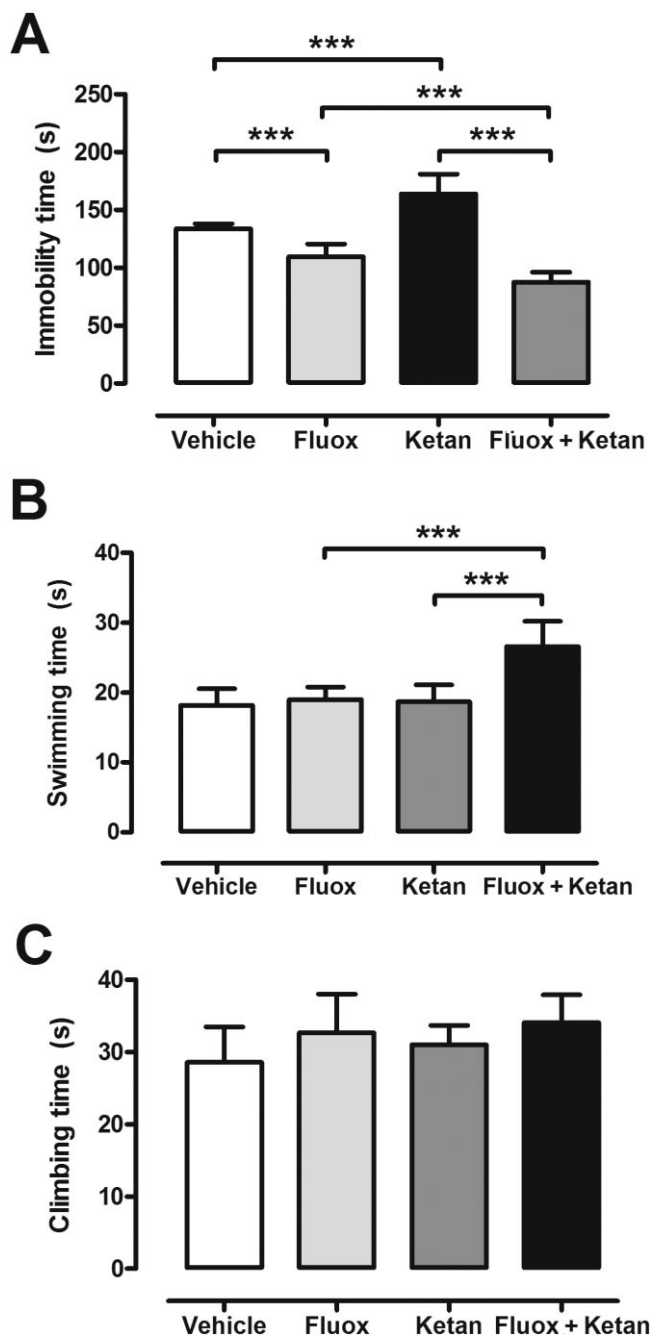 A
***
***
250
***
***
200
150
100
50
0
Immobility time (s)
Vehicle Fluox Ketan Fluox + Ketan
B
40
***
***
30
20
10
0
Swimming time (s)
Vehicle Fluox Ketan Fluox + Ketan
C
40
30
20
10
0
Climbing time (s)
Vehicle Fluox Ketan Fluox + Ketan